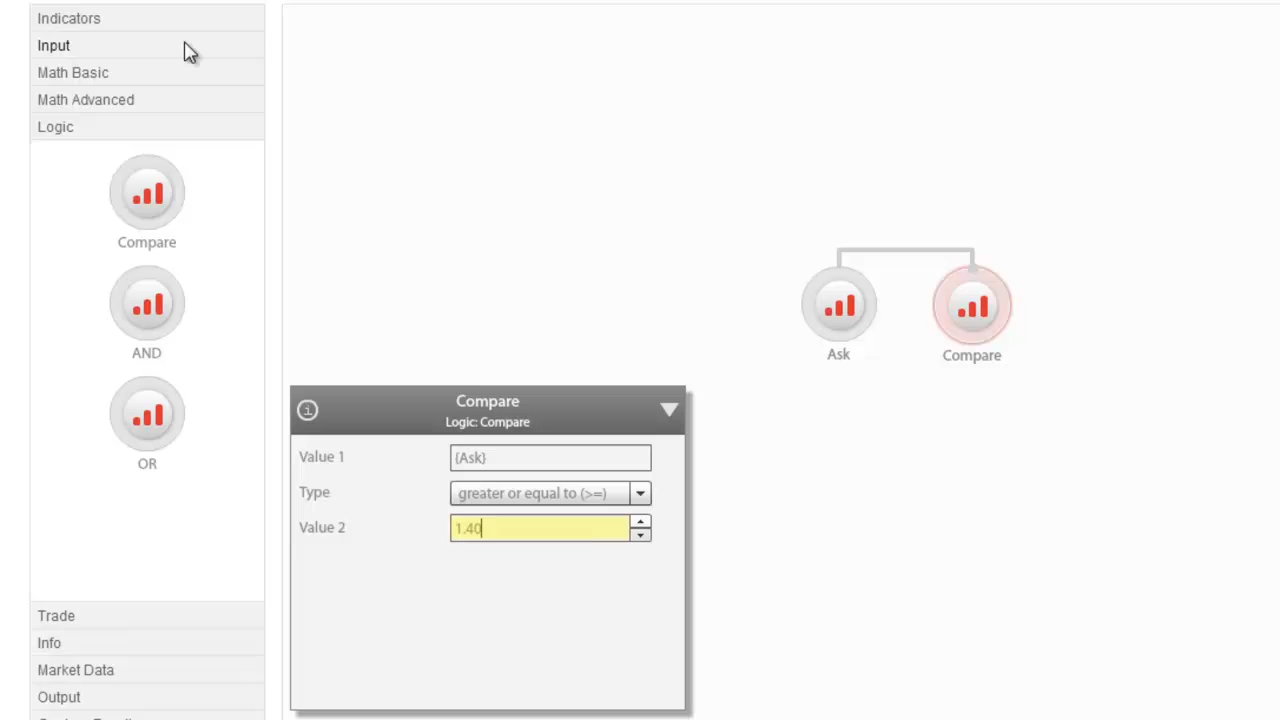 Indicators
Input
Math Basic
Math Advanced
Logic
Compare
AND
OR
Trade
Info
Market Data
Output
Ask
Compare
Compare
Logic: Compare
Value 1
{Ask}
Type
greater or equal to (>=)
Value 2
1.40